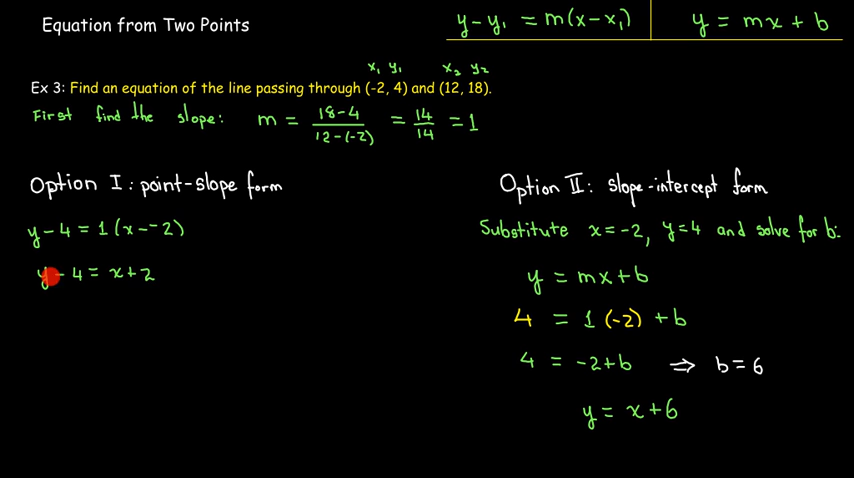 Equation from Two Points
y - y₁ = m(x - x₁)
y = mx + b
x₁ y₁ x₂ y₂
Ex 3: Find an equation of the line passing through (-2, 4) and (12, 18).
First find the slope: m = (18-4)/(12-(-2)) = 14/14 = 1
Option I: point-slope form
y - 4 = 1(x - -2)
y - 4 = x + 2
Option II: slope-intercept form
Substitute x = -2, y = 4 and solve for b:
y = mx + b
4 = 1 (-2) + b
4 = -2 + b ⇒ b = 6
y = x + 6